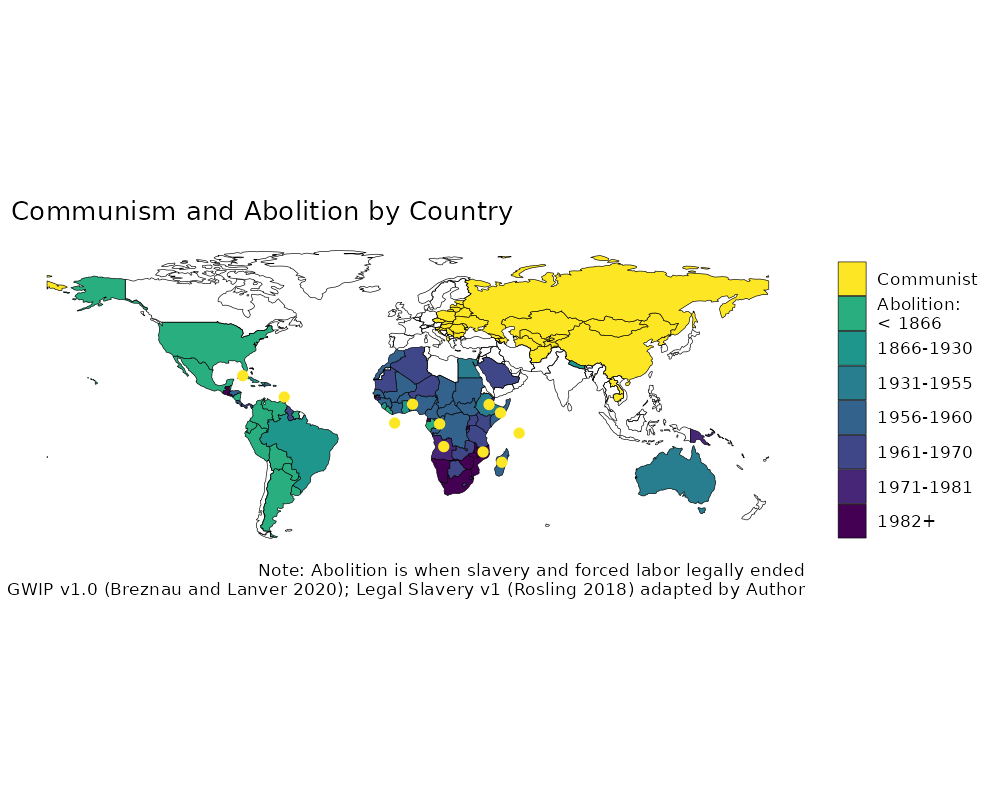 Communism and Abolition by Country
Communist
Abolition:
< 1866
1866-1930
1931-1955
1956-1960
1961-1970
1971-1981
1982+
Note: Abolition is when slavery and forced labor legally ended
GWIP v1.0 (Breznau and Lanver 2020); Legal Slavery v1 (Rosling 2018) adapted by Author